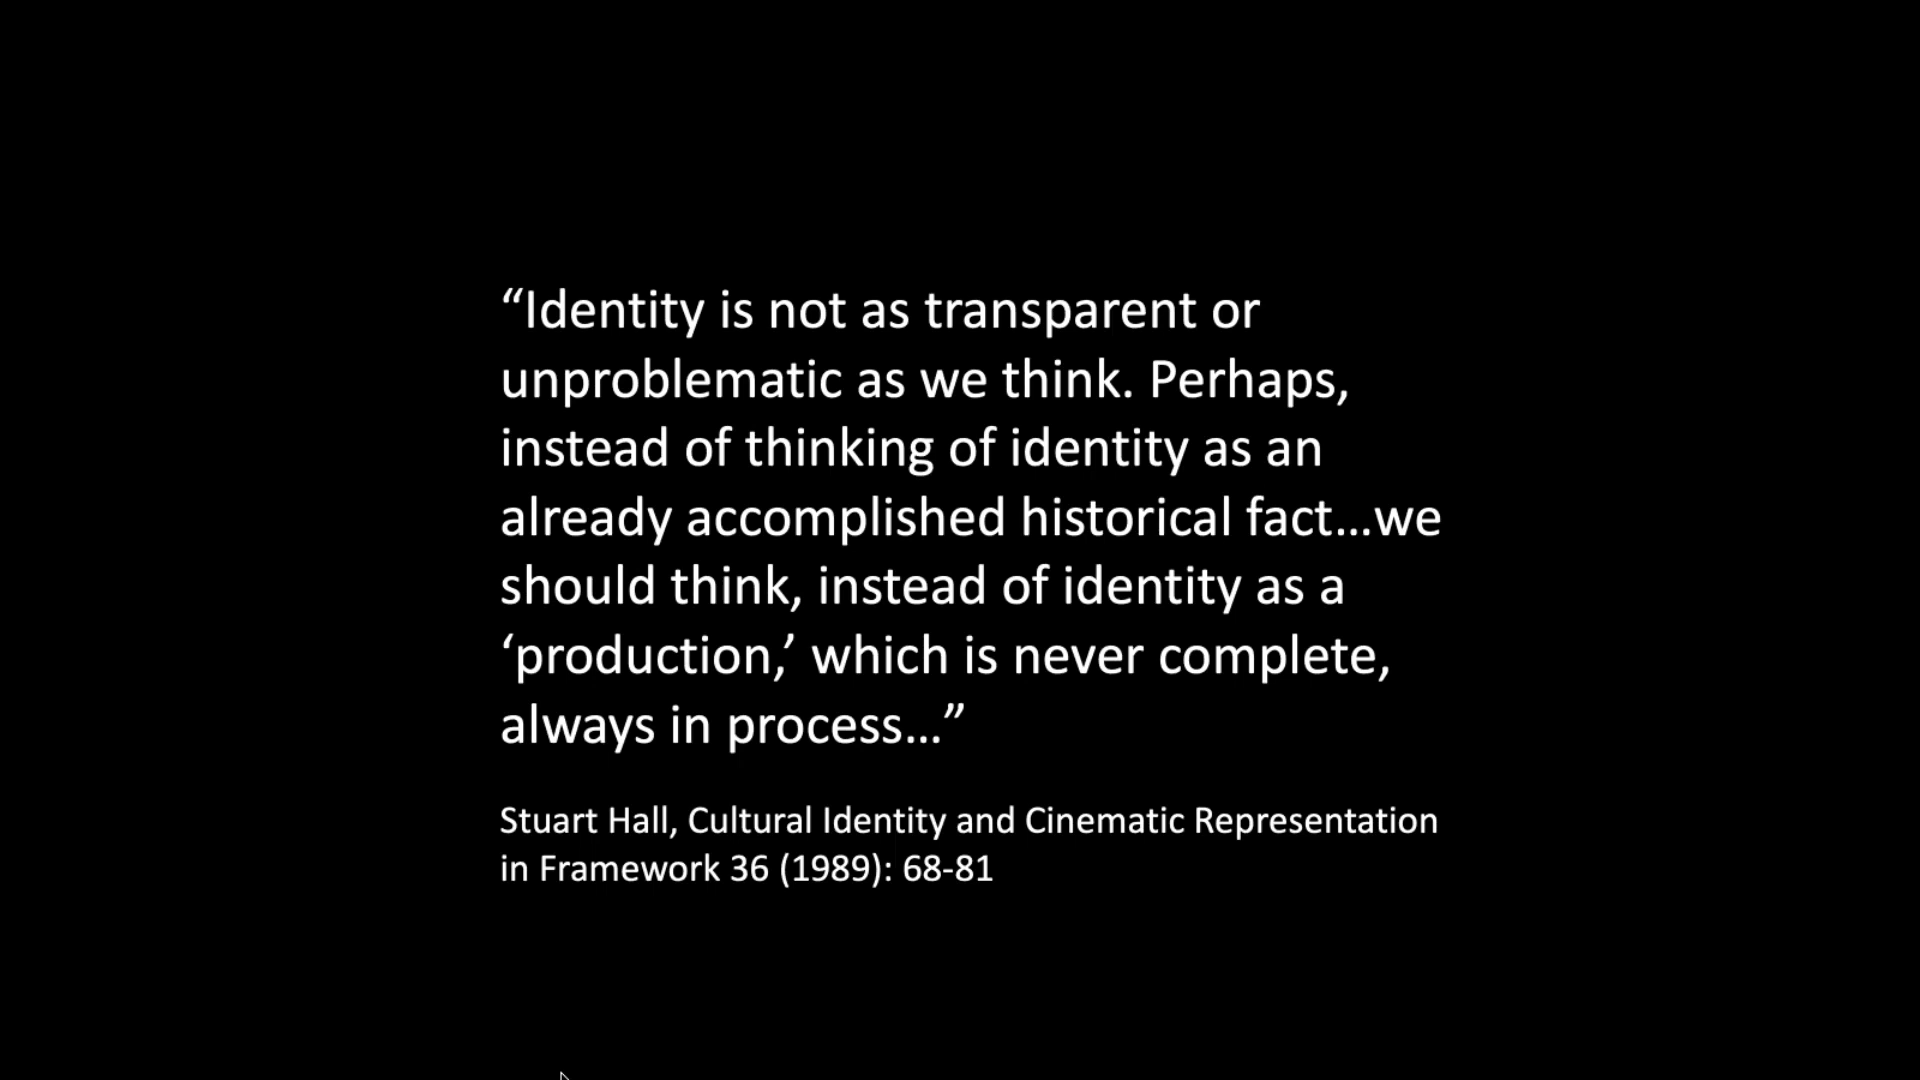 “Identity is not as transparent or
unproblematic as we think. Perhaps,
instead of thinking of identity as an
already accomplished historical fact...we
should think, instead of identity as a
‘production,’ which is never complete,
always in process...”
Stuart Hall, Cultural Identity and Cinematic Representation
in Framework 36 (1989): 68-81